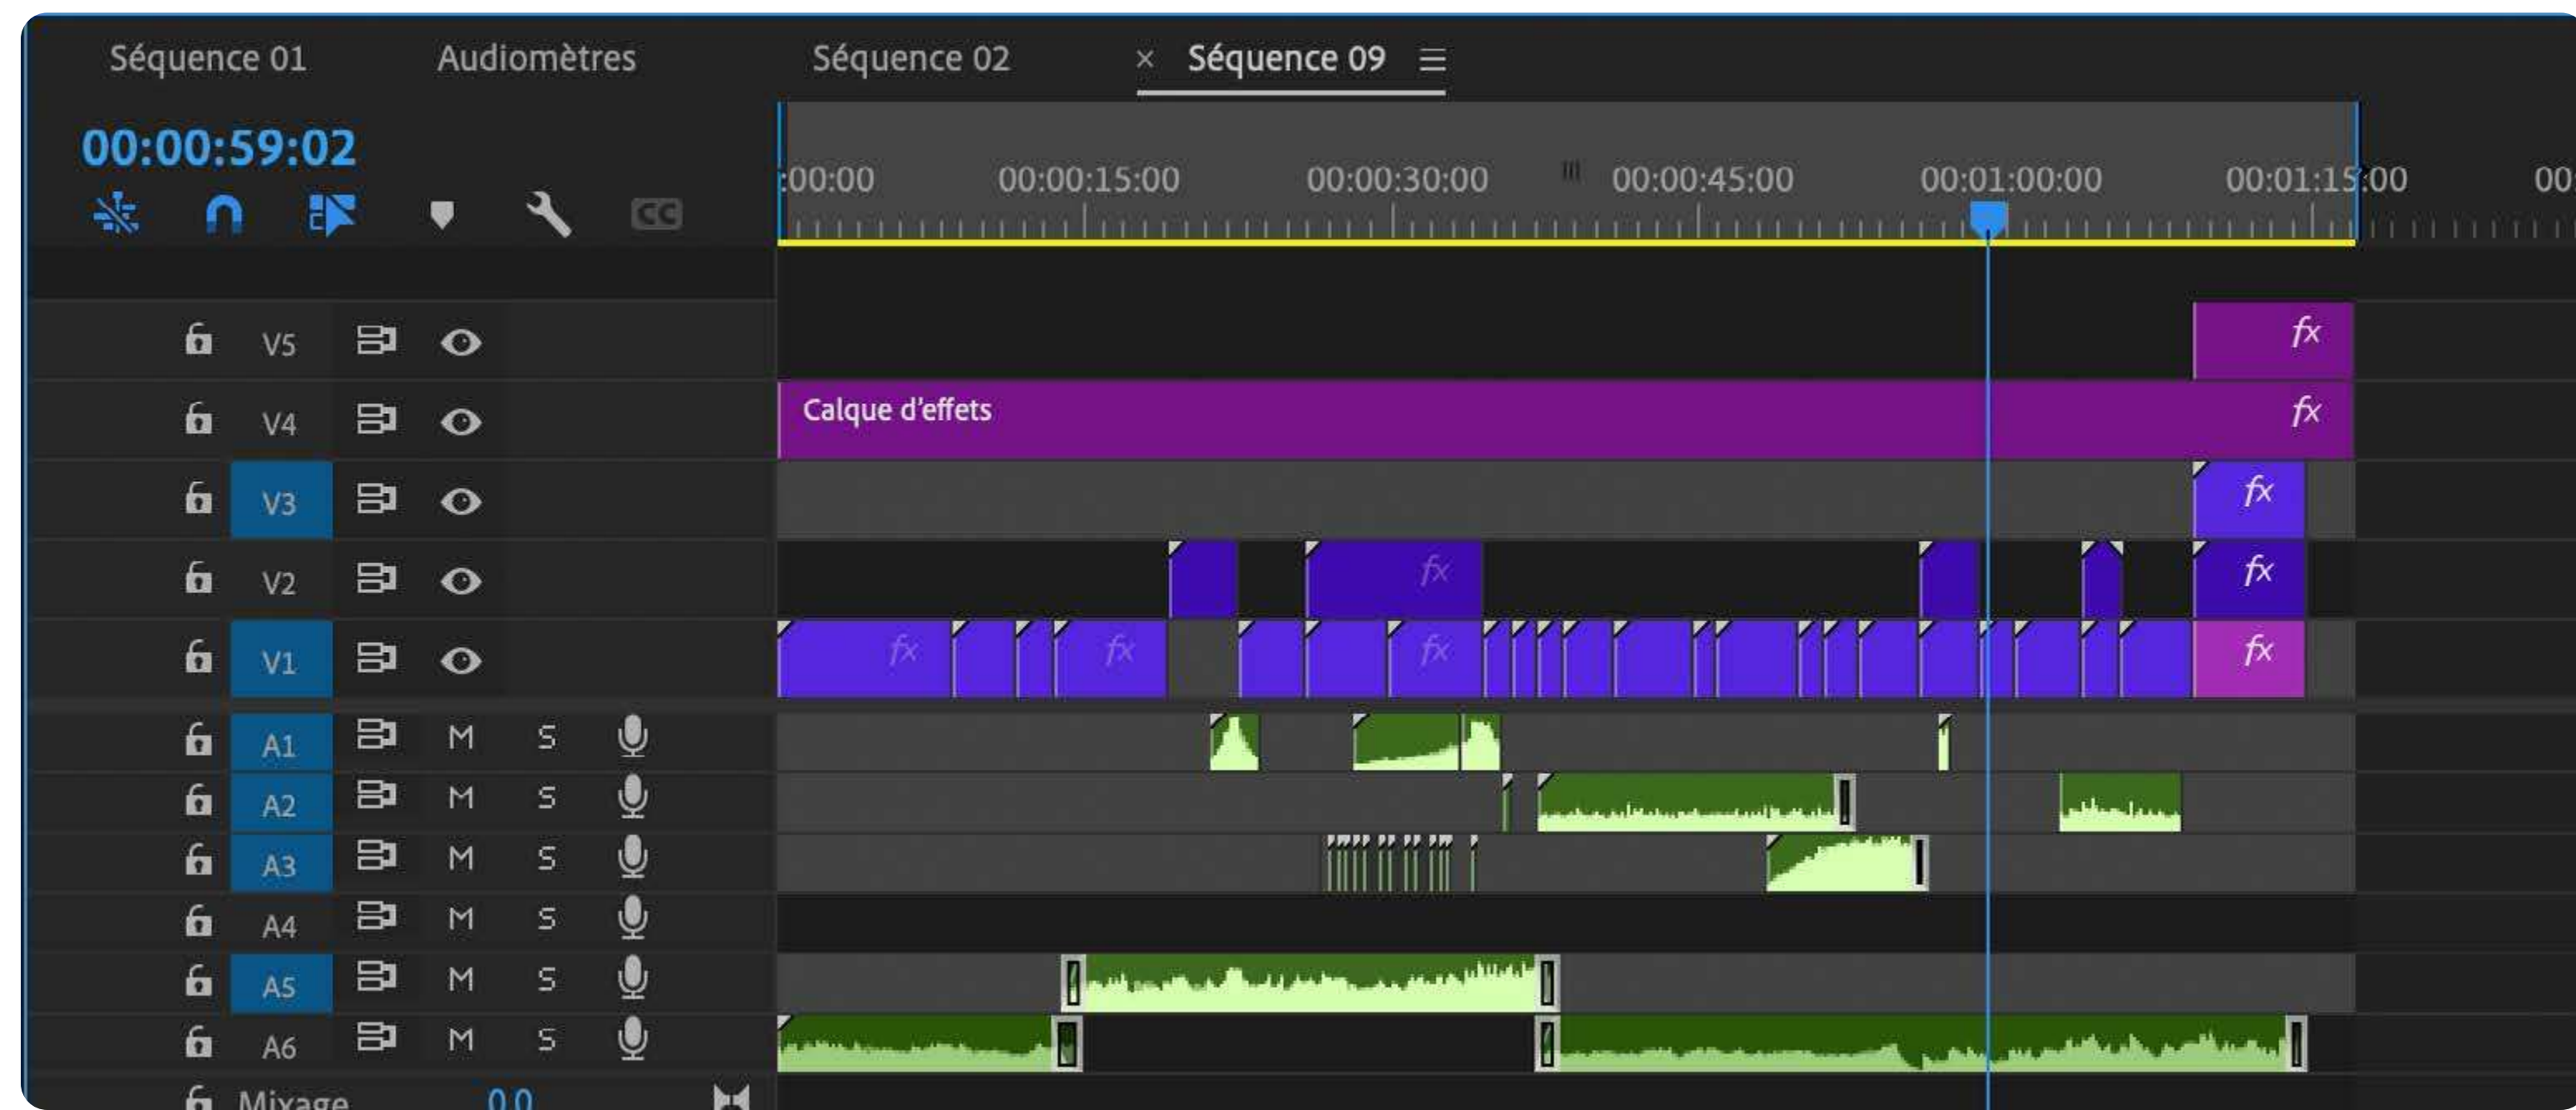 Séquence 01 Audiomètres Séquence 02 × Séquence 09
00:00:59:02
:00:00 00:00:15:00 00:00:30:00 00:00:45:00 00:01:00:00 00:01:15:00 00:
CC
V5 fx
V4 Calque d'effets fx
V3 fx
V2 fx fx
V1 fx fx fx fx
A1 M S
A2 M S
A3 M S
A4 M S
A5 M S
A6 M S
Mixage 0,0